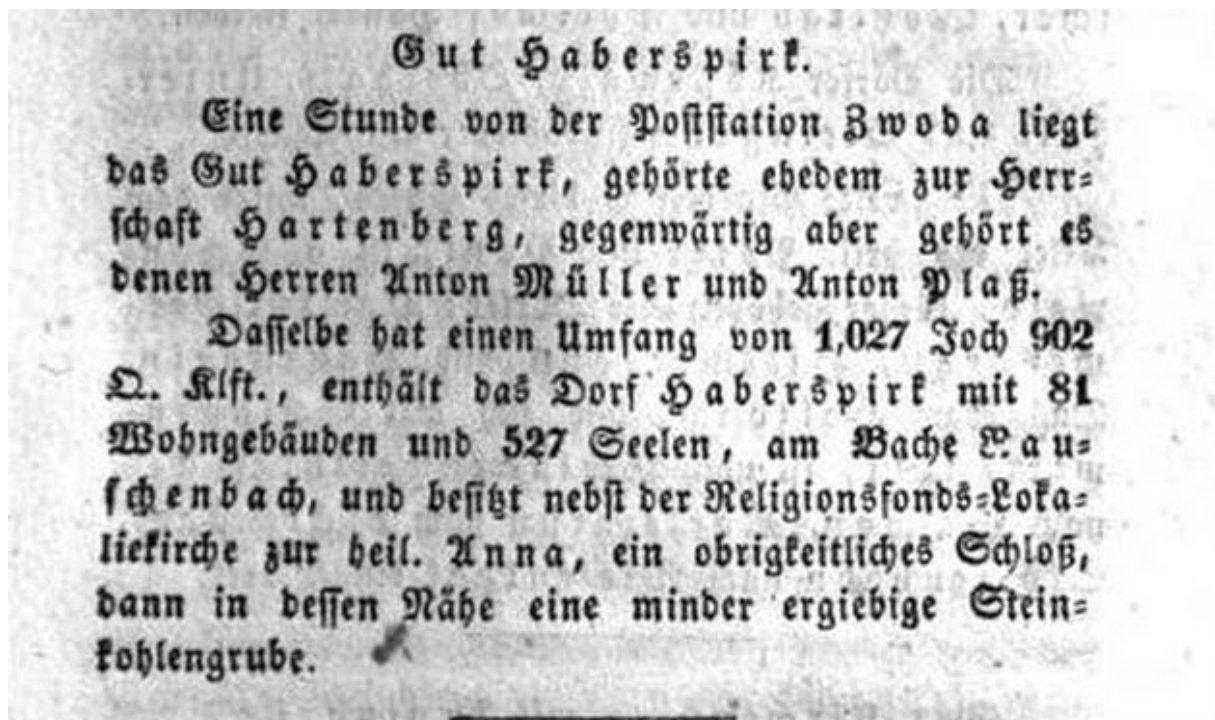 Gut Haberspirk.
Eine Stunde von der Poststation Zwoda liegt
das Gut Haberspirk, gehörte ehedem zur Herr=
schaft Hartenberg, gegenwärtig aber gehört es
denen Herren Anton Müller und Anton Plaß.
Dasselbe hat einen Umfang von 1,027 Joch 902
Q. Klft., enthält das Dorf Haberspirk mit 81
Wohngebäuden und 527 Seelen, am Bache Lau=
schenbach, und besitzt nebst der Religionsfonds=Loka=
liekirche zur heil. Anna, ein obrigkeitliches Schloß,
dann in dessen Nähe eine minder ergiebige Stein=
kohlengrube.